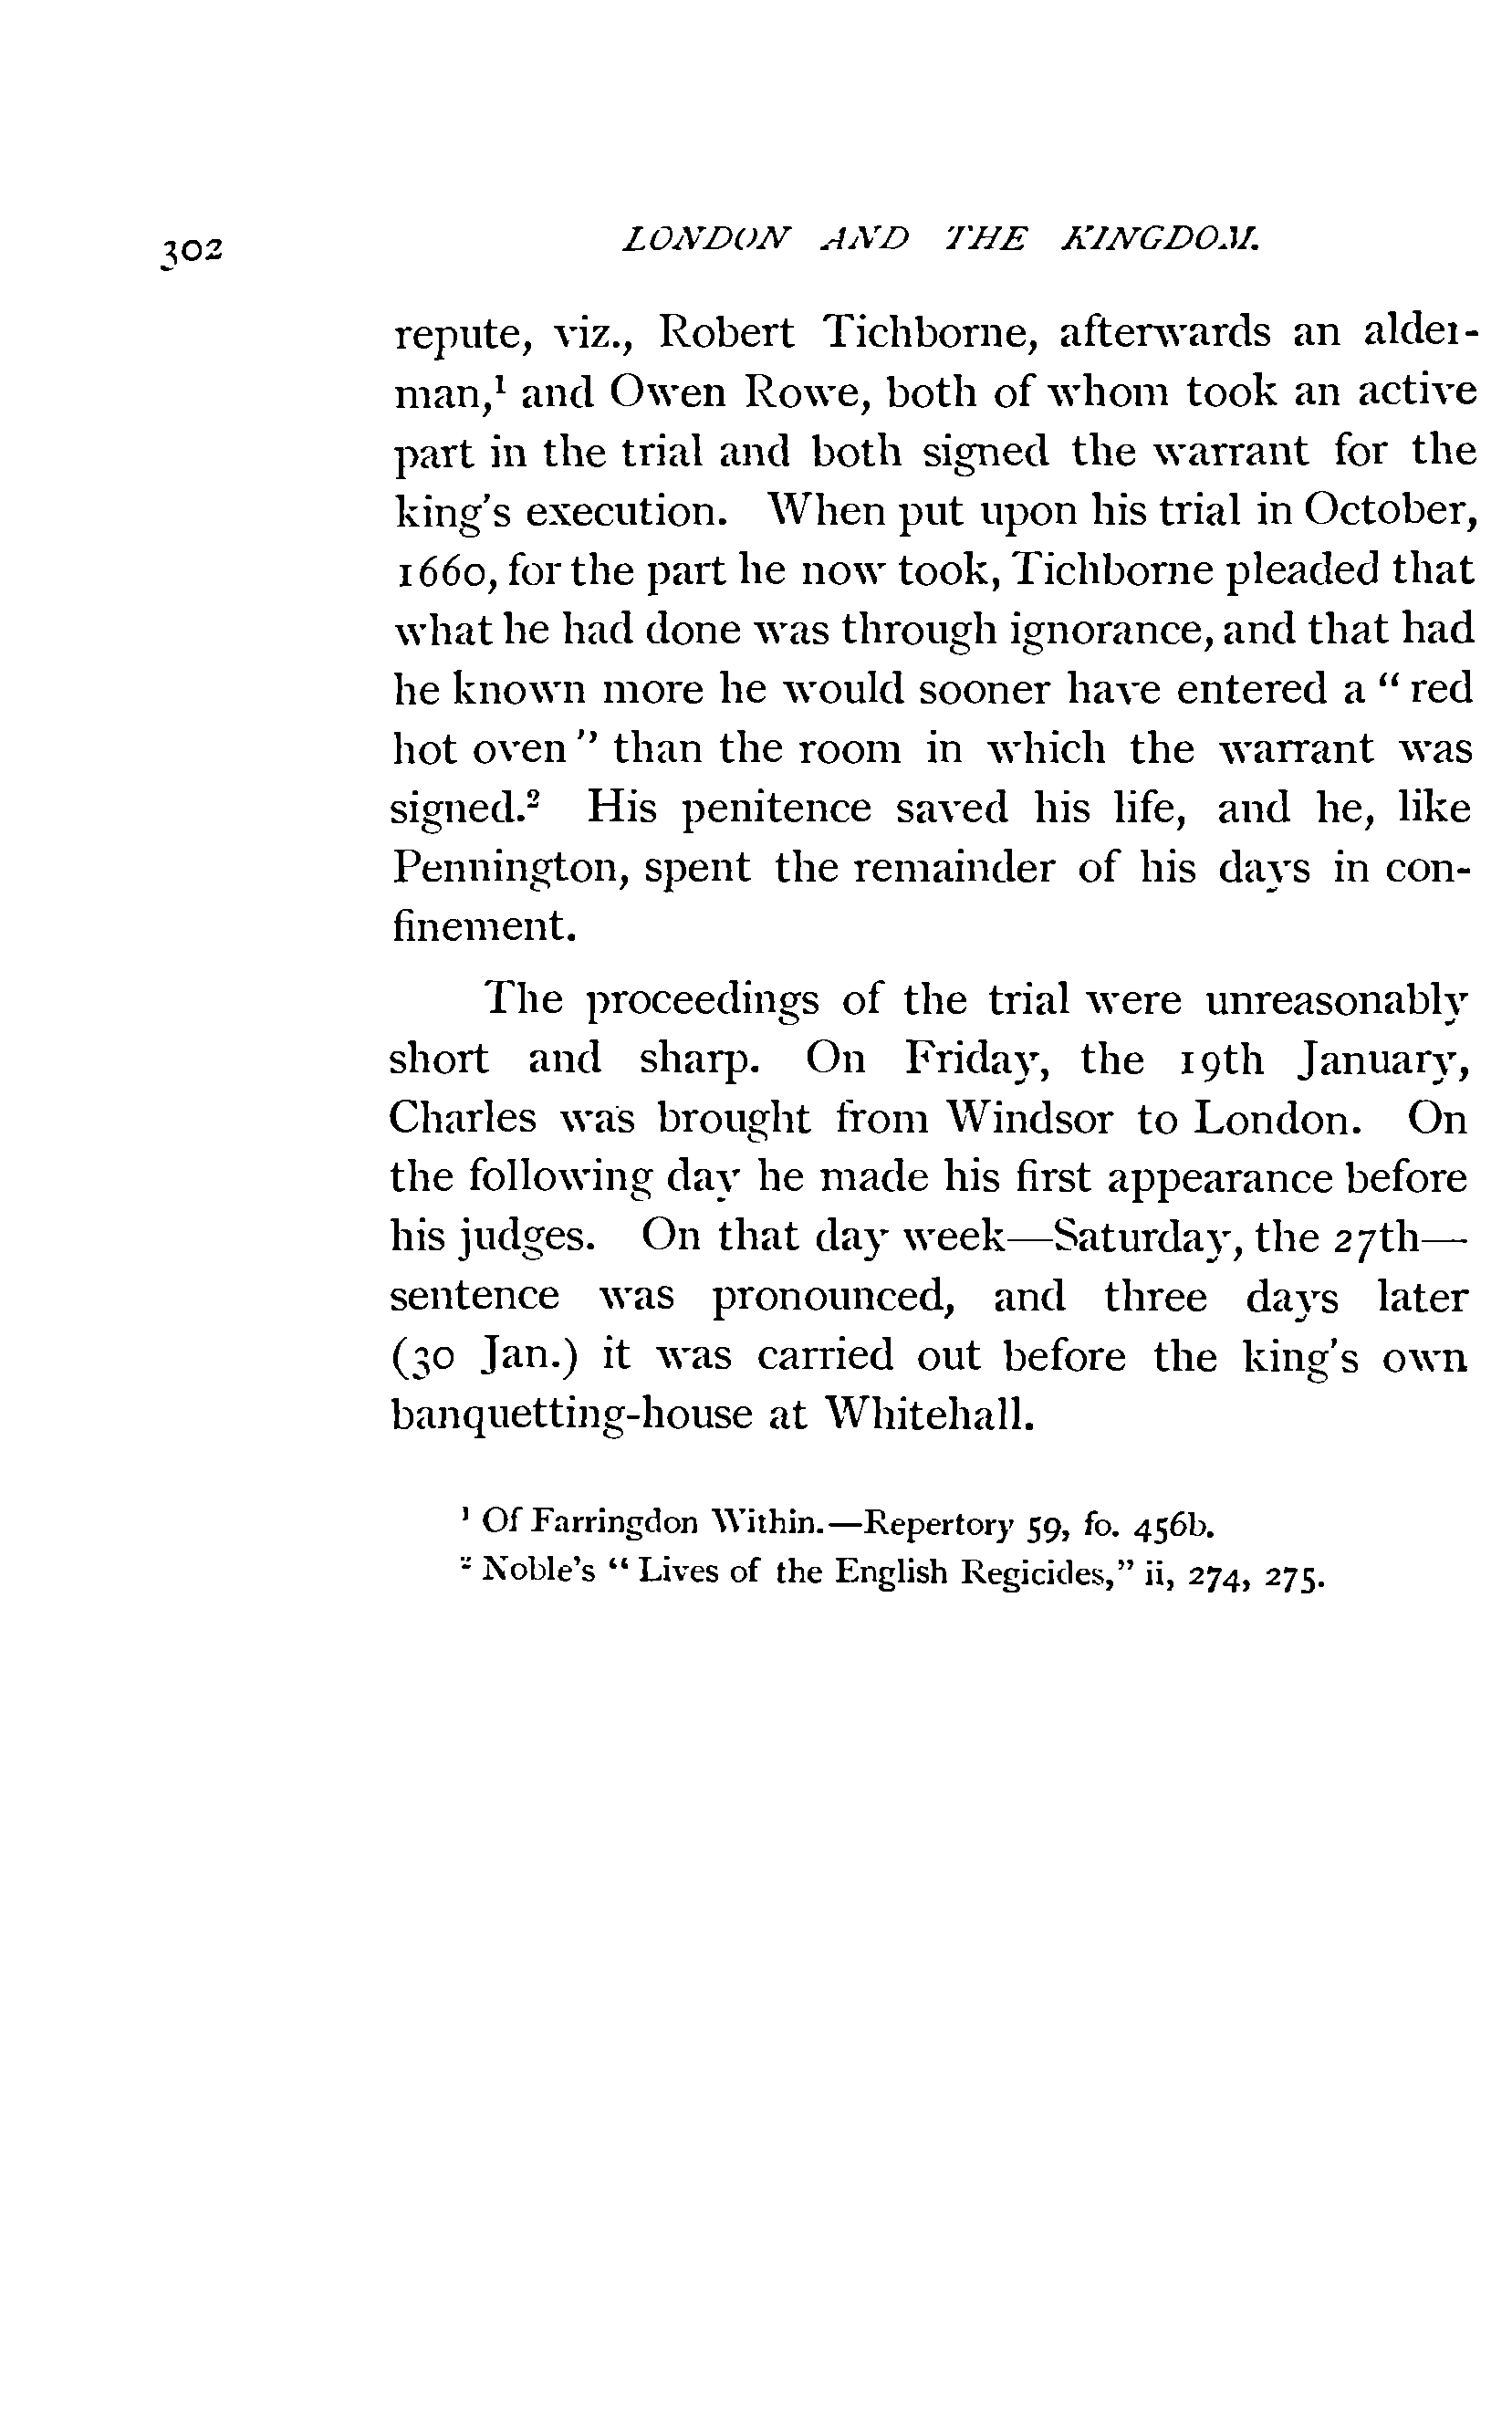 302 LONDON AND THE KINGDOM.
repute, viz., Robert Tichborne, afterwards an alder-
man,¹ and Owen Rowe, both of whom took an active
part in the trial and both signed the warrant for the
king's execution. When put upon his trial in October,
1660, for the part he now took, Tichborne pleaded that
what he had done was through ignorance, and that had
he known more he would sooner have entered a “ red
hot oven ” than the room in which the warrant was
signed.² His penitence saved his life, and he, like
Pennington, spent the remainder of his days in con-
finement.
The proceedings of the trial were unreasonably
short and sharp. On Friday, the 19th January,
Charles was brought from Windsor to London. On
the following day he made his first appearance before
his judges. On that day week—Saturday, the 27th—
sentence was pronounced, and three days later
(30 Jan.) it was carried out before the king's own
banquetting-house at Whitehall.
¹ Of Farringdon Within.—Repertory 59, fo. 456b.
² Noble's “ Lives of the English Regicides,” ii, 274, 275.